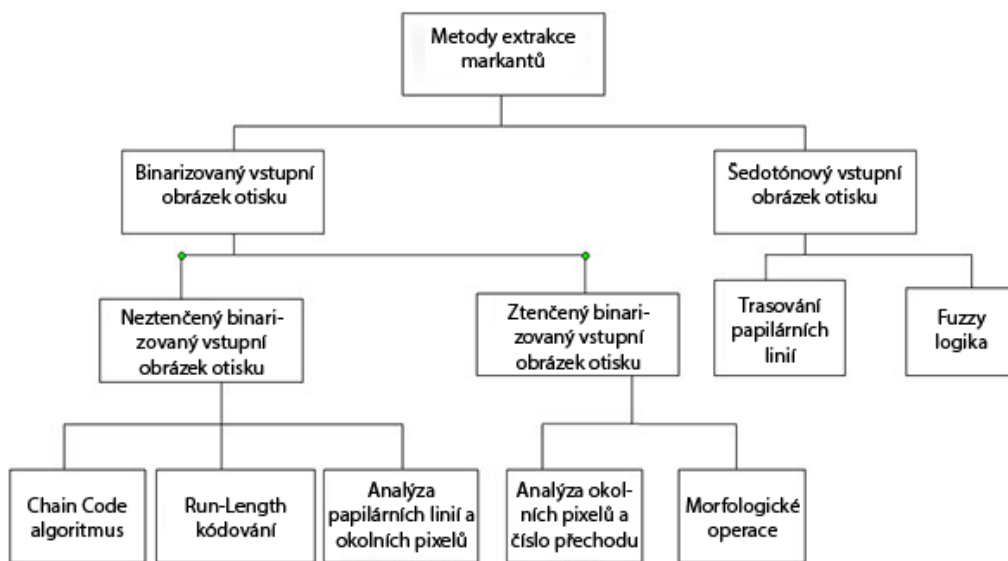 Metody extrakce
markantů
Binarizovaný vstupní
obrázek otisku
Šedotónový vstupní
obrázek otisku
Neztenčený binari-
zovaný vstupní
obrázek otisku
Ztenčený binari-
zovaný vstupní
obrázek otisku
Trasování
papilárních
linií
Fuzzy
logika
Chain Code
algoritmus
Run-Length
kódování
Analýza
papilárních linií a
okolních pixelů
Analýza okol-
ních pixelů a
číslo přechodu
Morfologické
operace